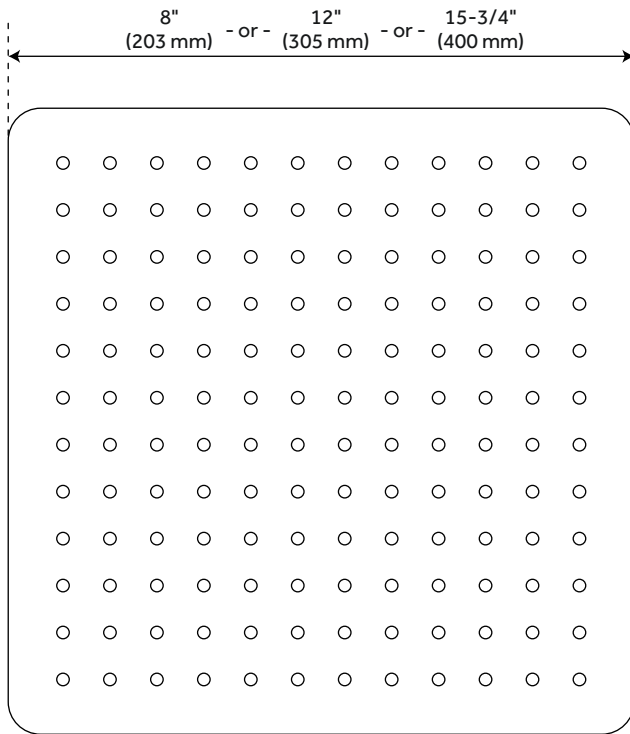 8" - or - 12" - or - 15-3/4"
(203 mm) (305 mm) (400 mm)